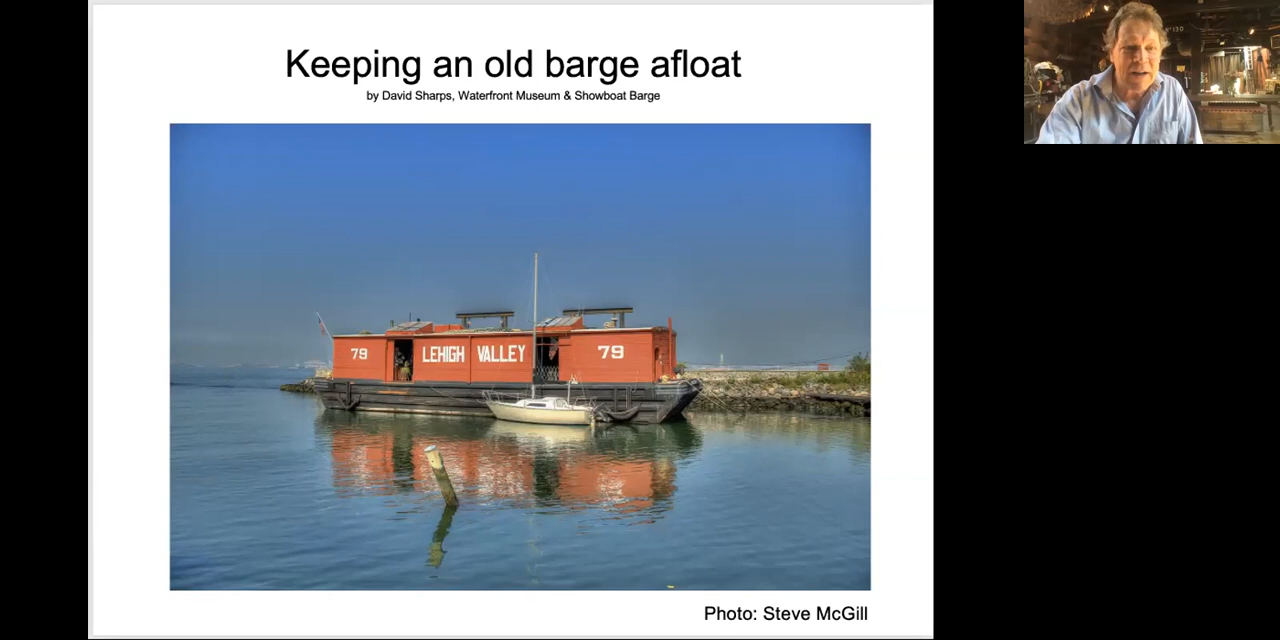 Keeping an old barge afloat
by David Sharps, Waterfront Museum & Showboat Barge
79
LEHIGH VALLEY
79
Photo: Steve McGill
Nº130